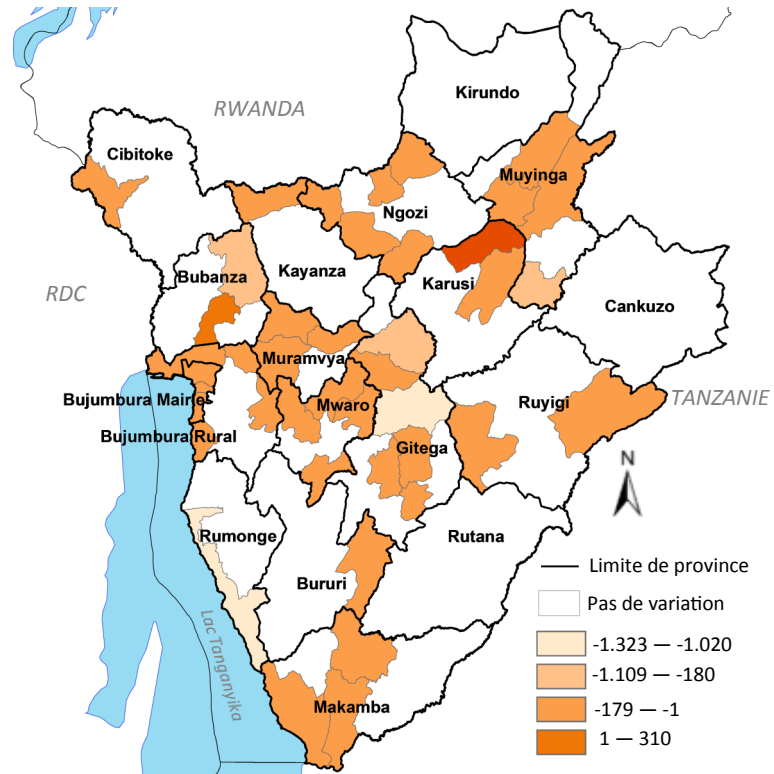 Kirundo
RWANDA
Cibitoke
Muyinga
Ngozi
Bubanza
Kayanza
Karusi
RDC
Cankuzo
Muramvya
Bujumbura Mairie
Mwaro
Ruyigi
TANZANIE
Bujumbura Rural
Gitega
N
Rumonge
Rutana
Bururi
Lac Tanganyika
Makamba
Limite de province
Pas de variation
-1.323 — -1.020
-1.109 — -180
-179 — -1
1 — 310